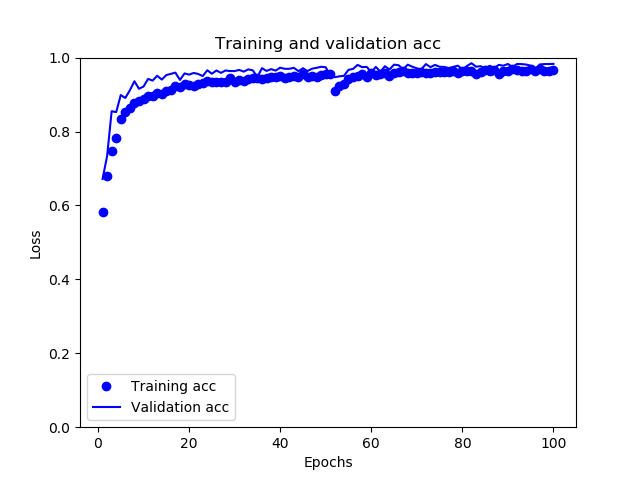 Training and validation acc
1.0
0.8
0.6
0.4
0.2
0.0
Loss
Training acc
Validation acc
0 20 40 60 80 100
Epochs